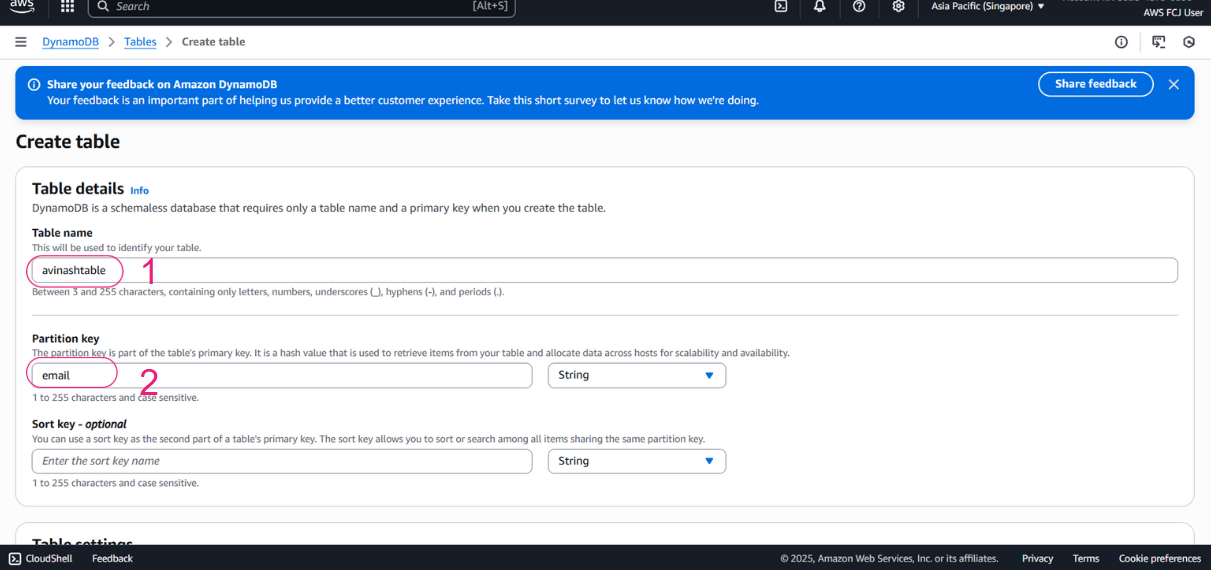 aws
Search
[Alt+S]
Asia Pacific (Singapore)
AWS FCJ User
DynamoDB > Tables > Create table
Share your feedback on Amazon DynamoDB
Your feedback is an important part of helping us provide a better customer experience. Take this short survey to let us know how we're doing.
Share feedback
Create table
Table details Info
DynamoDB is a schemaless database that requires only a table name and a primary key when you create the table.
Table name
This will be used to identify your table.
avinashtable
1
Between 3 and 255 characters, containing only letters, numbers, underscores (_), hyphens (-), and periods (.).
Partition key
The partition key is part of the table's primary key. It is a hash value that is used to retrieve items from your table and allocate data across hosts for scalability and availability.
email
2
String
1 to 255 characters and case sensitive.
Sort key - optional
You can use a sort key as the second part of a table's primary key. The sort key allows you to sort or search among all items sharing the same partition key.
Enter the sort key name
String
1 to 255 characters and case sensitive.
Table settings
CloudShell
Feedback
© 2025, Amazon Web Services, Inc. or its affiliates.
Privacy
Terms
Cookie preferences